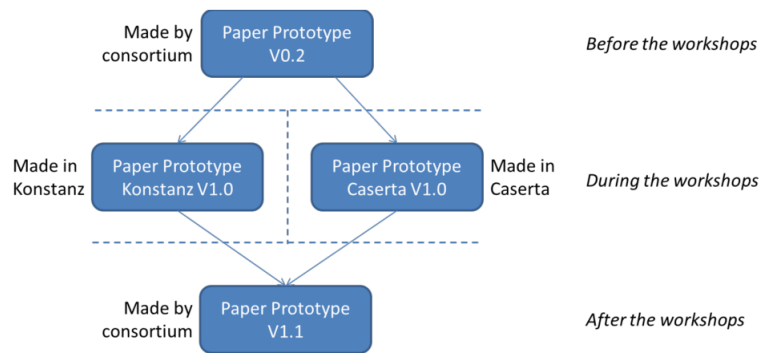 Made by
consortium
Paper Prototype
V0.2
Before the workshops
Made in
Konstanz
Paper Prototype
Konstanz V1.0
Paper Prototype
Caserta V1.0
Made in
Caserta
During the workshops
Made by
consortium
Paper Prototype
V1.1
After the workshops